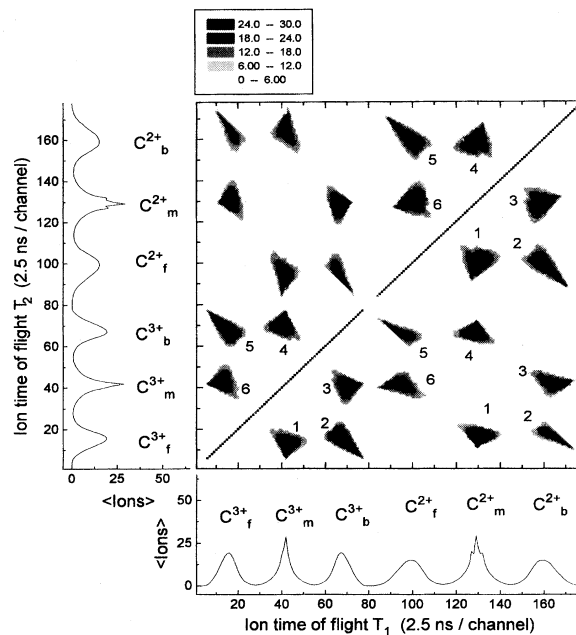 24.0 -- 30.0
18.0 -- 24.0
12.0 -- 18.0
6.00 -- 12.0
0 -- 6.00
Ion time of flight T₂ (2.5 ns / channel)
160
140
120
100
80
60
40
20
C²⁺b
C²⁺m
C²⁺f
C³⁺b
C³⁺m
C³⁺f
0 25 50
<Ions>
5 4
6 3
1 2
5 4 5 4
6 3 6 3
1 2 1 2
<Ions>
50
25
0
C³⁺f C³⁺m C³⁺b C²⁺f C²⁺m C²⁺b
20 40 60 80 100 120 140 160
Ion time of flight T₁ (2.5 ns / channel)